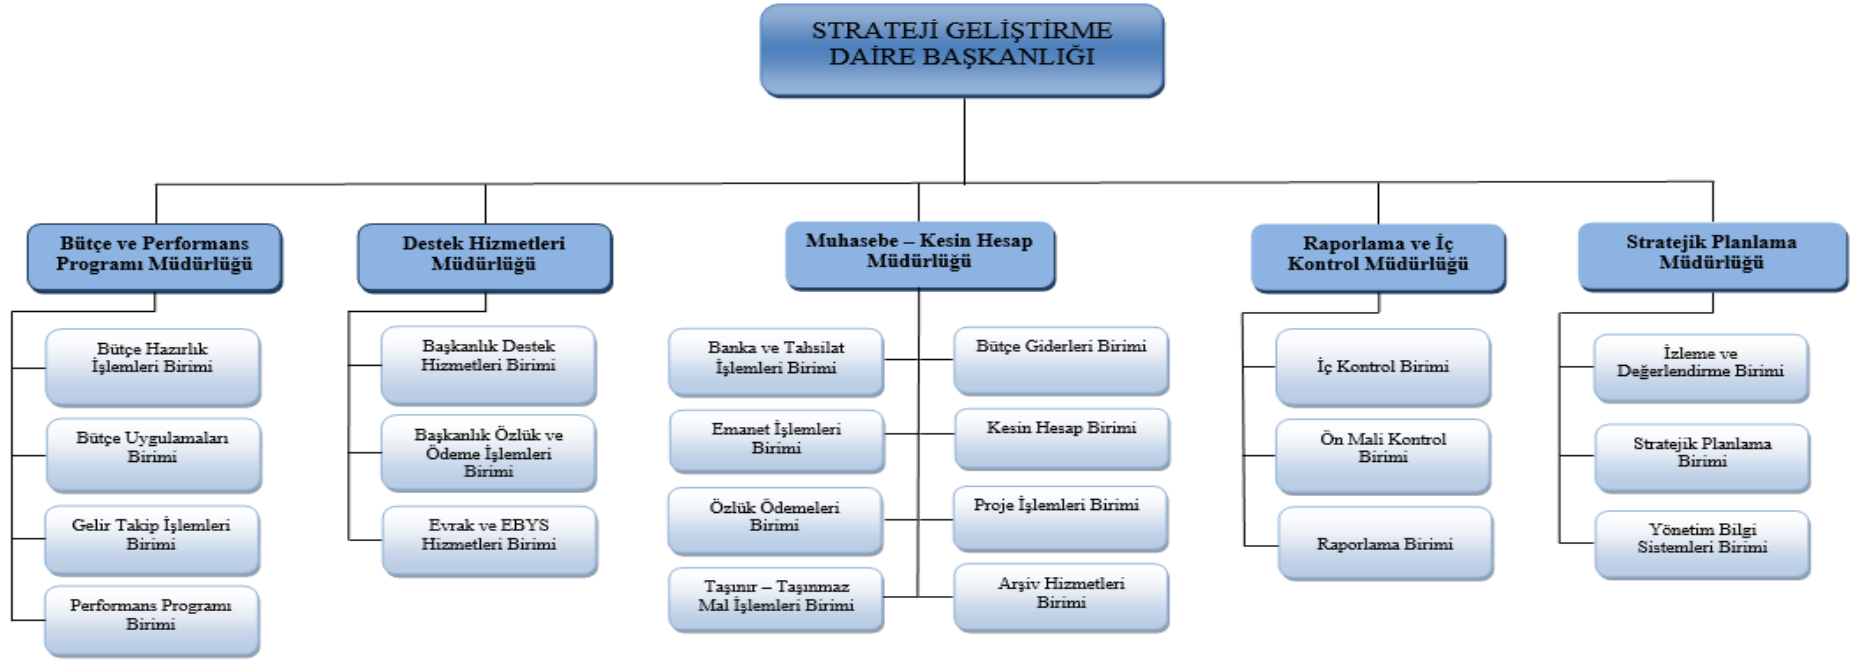 STRATEJİ GELİŞTİRME
DAİRE BAŞKANLIĞI
Bütçe ve Performans
Programı Müdürlüğü
Bütçe Hazırlık
İşlemleri Birimi
Bütçe Uygulamaları
Birimi
Gelir Takip İşlemleri
Birimi
Performans Programı
Birimi
Destek Hizmetleri
Müdürlüğü
Başkanlık Destek
Hizmetleri Birimi
Başkanlık Özlük ve
Ödeme İşlemleri
Birimi
Evrak ve EBYS
Hizmetleri Birimi
Muhasebe – Kesin Hesap
Müdürlüğü
Banka ve Tahsilat
İşlemleri Birimi
Bütçe Giderleri Birimi
Emanet İşlemleri
Birimi
Kesin Hesap Birimi
Özlük Ödemeleri
Birimi
Proje İşlemleri Birimi
Taşınır – Taşınmaz
Mal İşlemleri Birimi
Arşiv Hizmetleri
Birimi
Raporlama ve İç
Kontrol Müdürlüğü
İç Kontrol Birimi
Ön Mali Kontrol
Birimi
Raporlama Birimi
Stratejik Planlama
Müdürlüğü
İzleme ve
Değerlendirme Birimi
Stratejik Planlama
Birimi
Yönetim Bilgi
Sistemleri Birimi